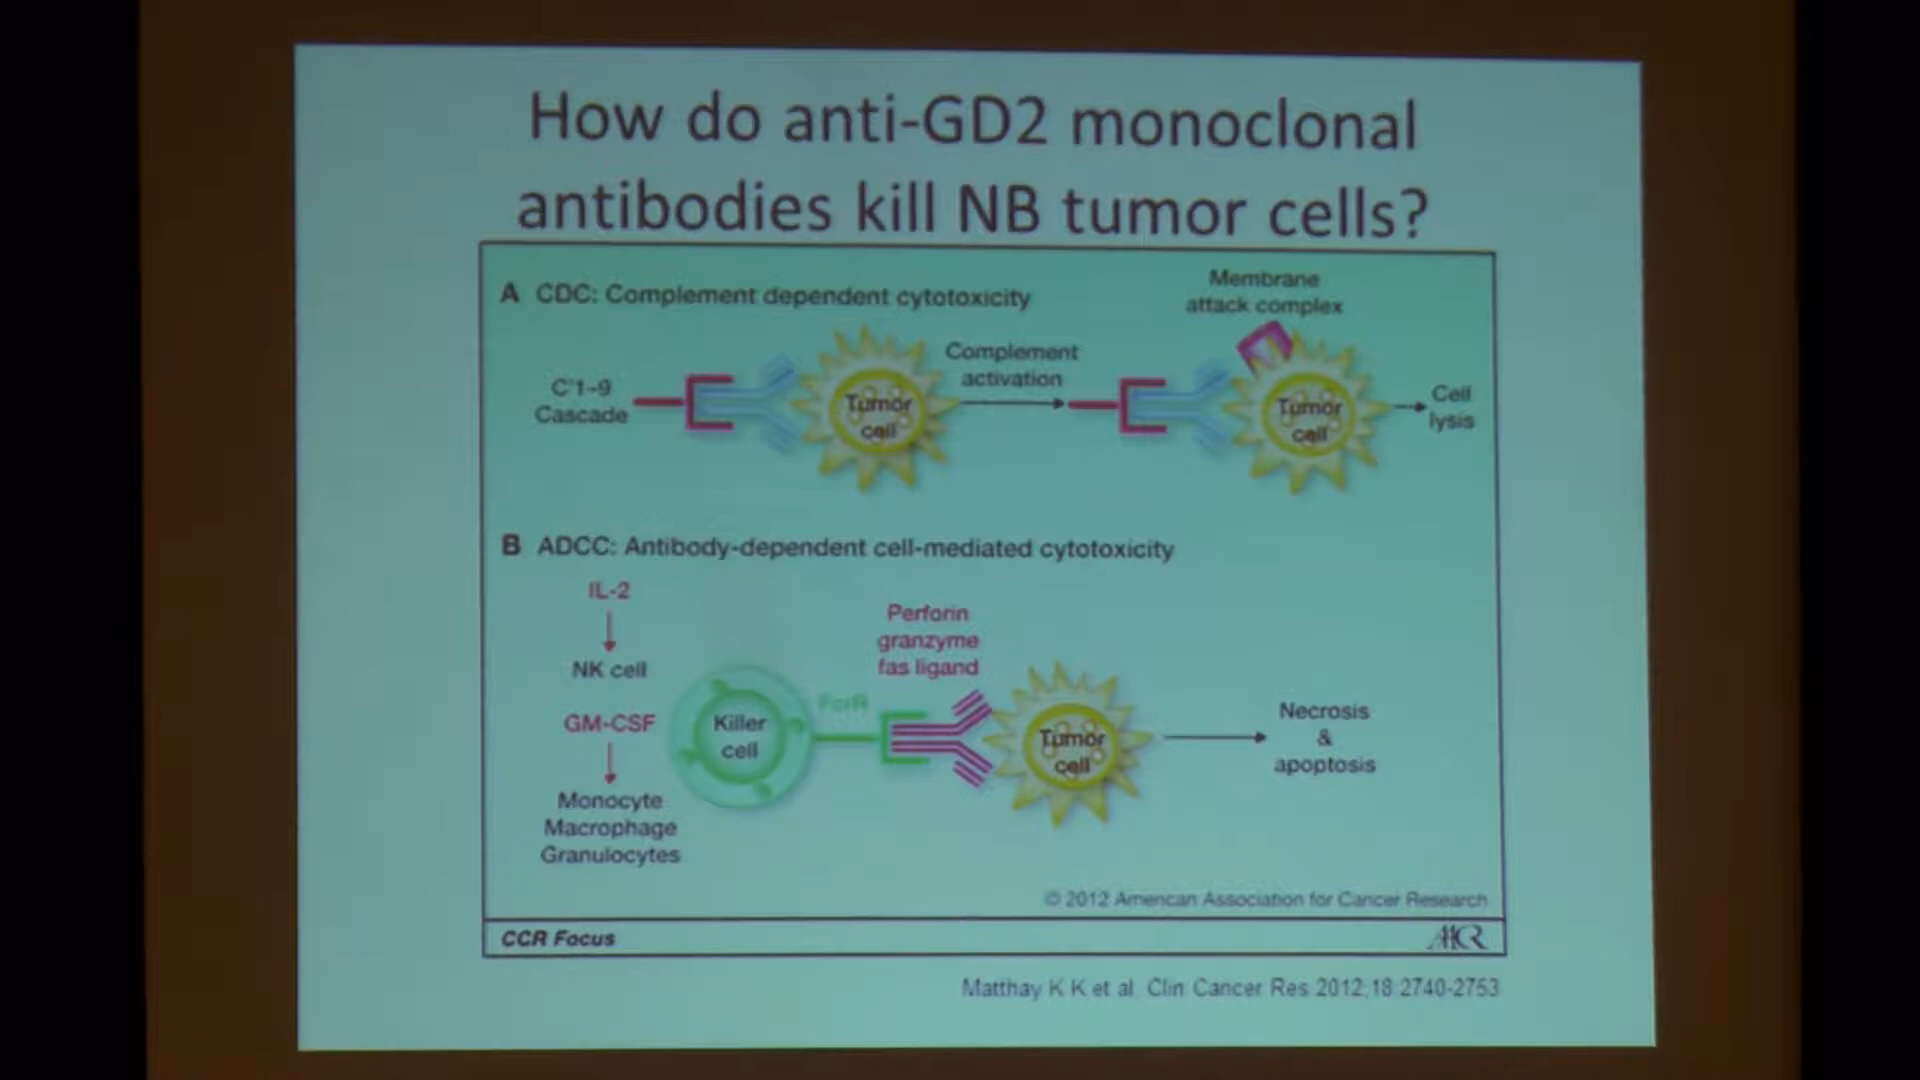 How do anti-GD2 monoclonal
antibodies kill NB tumor cells?
A CDC: Complement dependent cytotoxicity
Membrane
attack complex
C'1–9
Cascade
Tumor
cell
Complement
activation
Tumor
cell
Cell
lysis
B ADCC: Antibody-dependent cell-mediated cytotoxicity
IL-2
NK cell
GM-CSF
Monocyte
Macrophage
Granulocytes
Killer
cell
Perforin
granzyme
fas ligand
Tumor
cell
Necrosis
&
apoptosis
© 2012 American Association for Cancer Research
CCR Focus
AACR
Matthay K K et al. Clin Cancer Res 2012;18:2740-2753